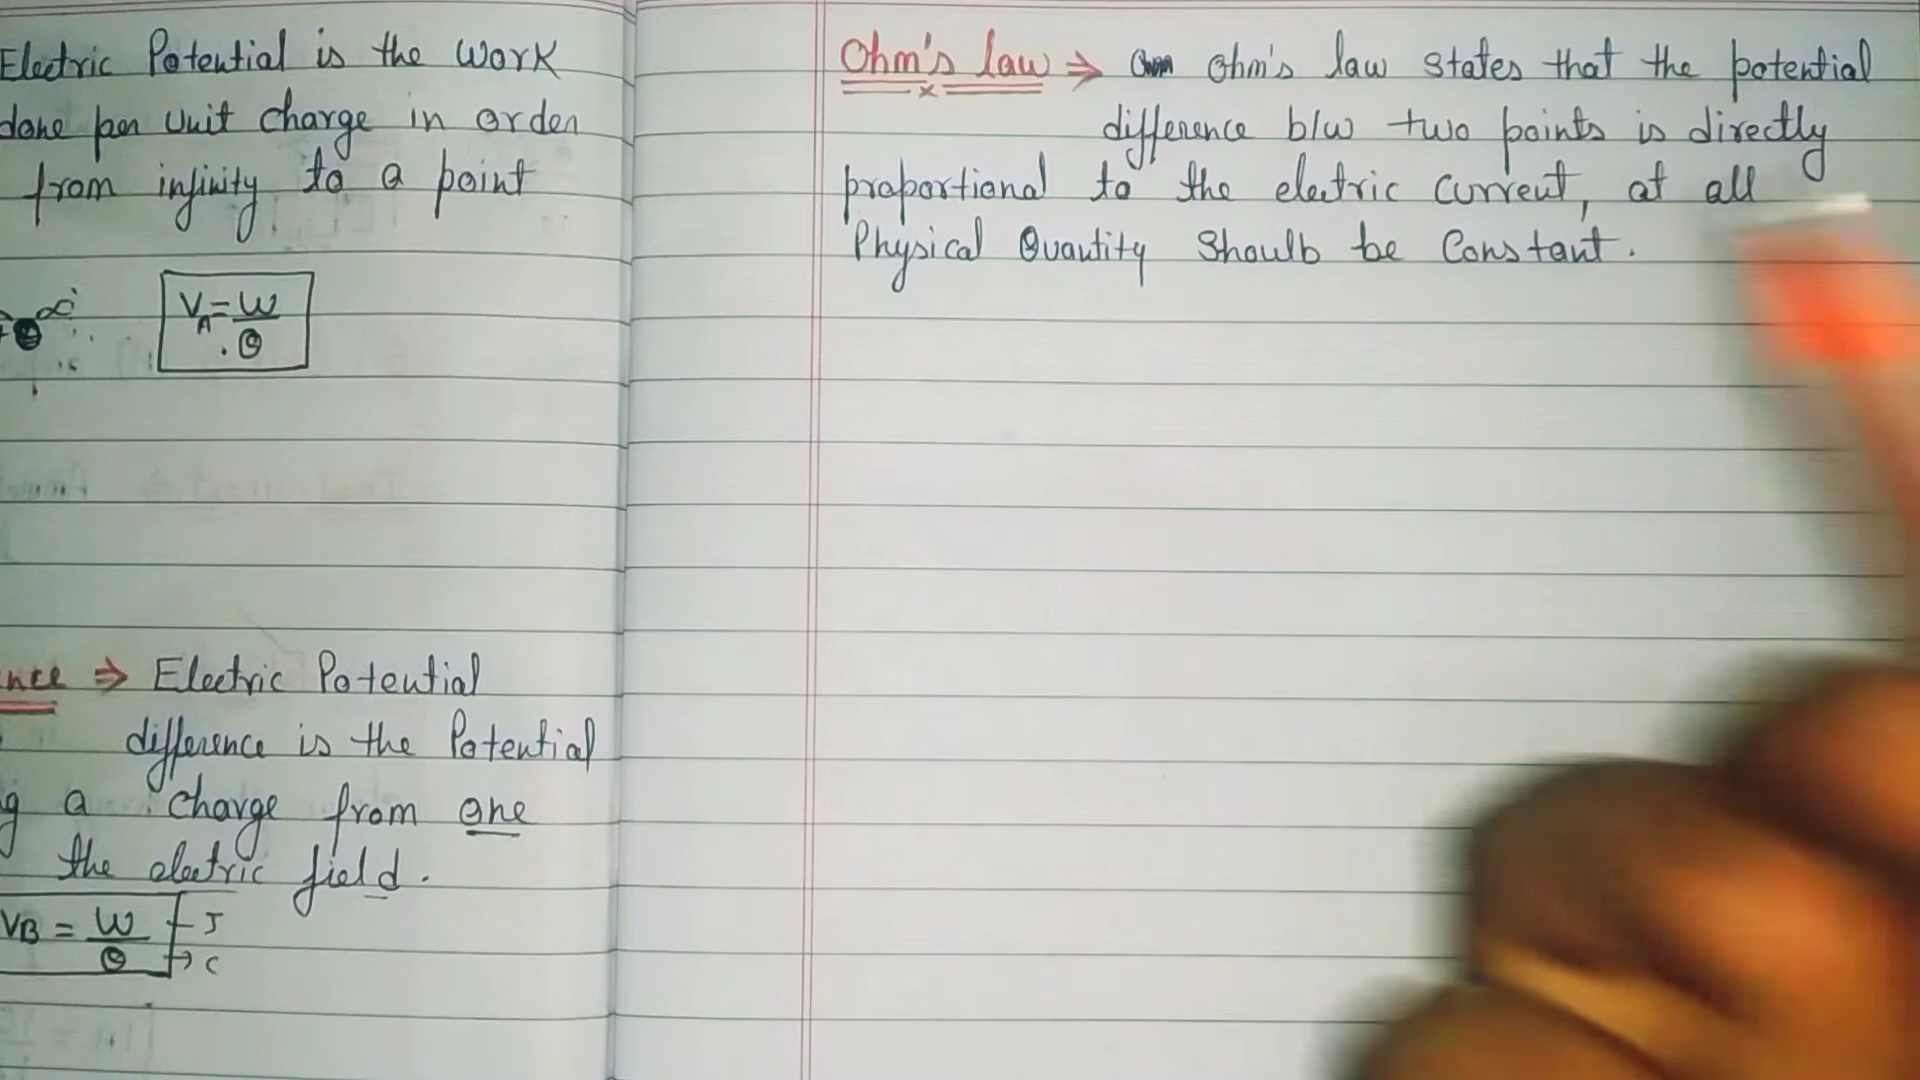 Electric Potential is the work
done per unit charge in order
from infinity to a point
∞
V_A = W
Q
nce ⇒ Electric Potential
difference is the Potential
g a charge from one
the electric field.
VB = W → J
Q → C
Ohm's law ⇒ Ohm's law states that the potential
difference b/w two points is directly
proportional to the electric current, at all
Physical Quantity Shoulb be Constant.